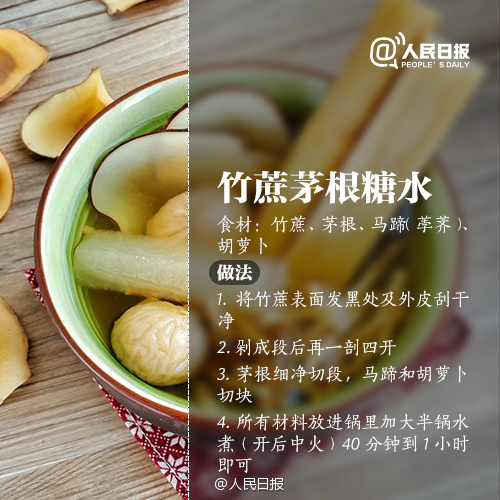 @人民日报
PEOPLE'S DAILY
竹蔗茅根糖水
食材：竹蔗、茅根、马蹄(荸荠)、
胡萝卜
做法
1. 将竹蔗表面发黑处及外皮刮干
净
2. 剁成段后再一剖四开
3. 茅根细净切段，马蹄和胡萝卜
切块
4. 所有材料放进锅里加大半锅水
煮（开后中火）40 分钟到 1 小时
即可
@人民日报